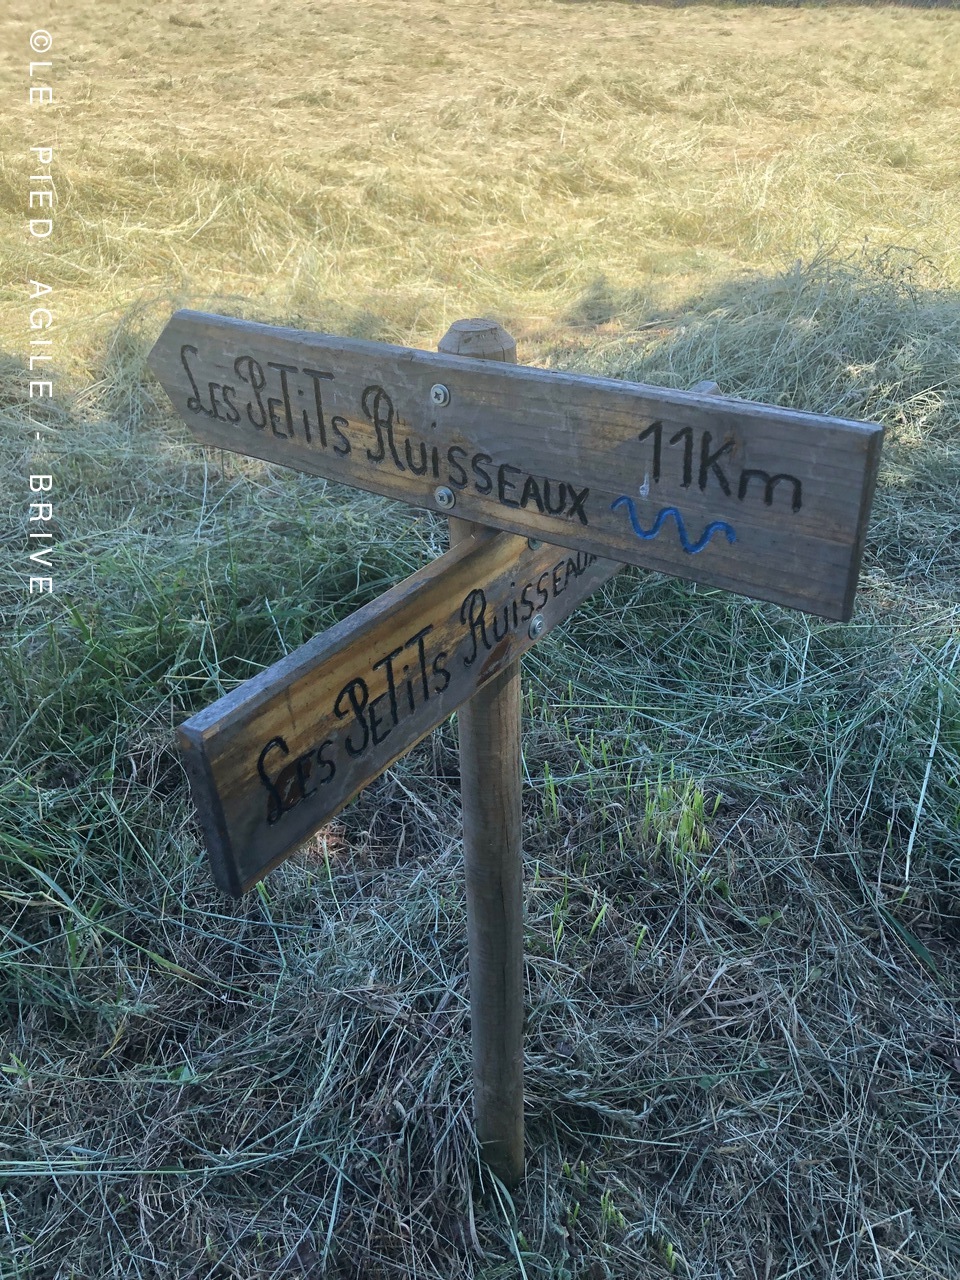 ©LE PIED AGILE - BRIVE
LES PETITS RUISSEAUX
11Km
LES PETITS RUISSEAUX